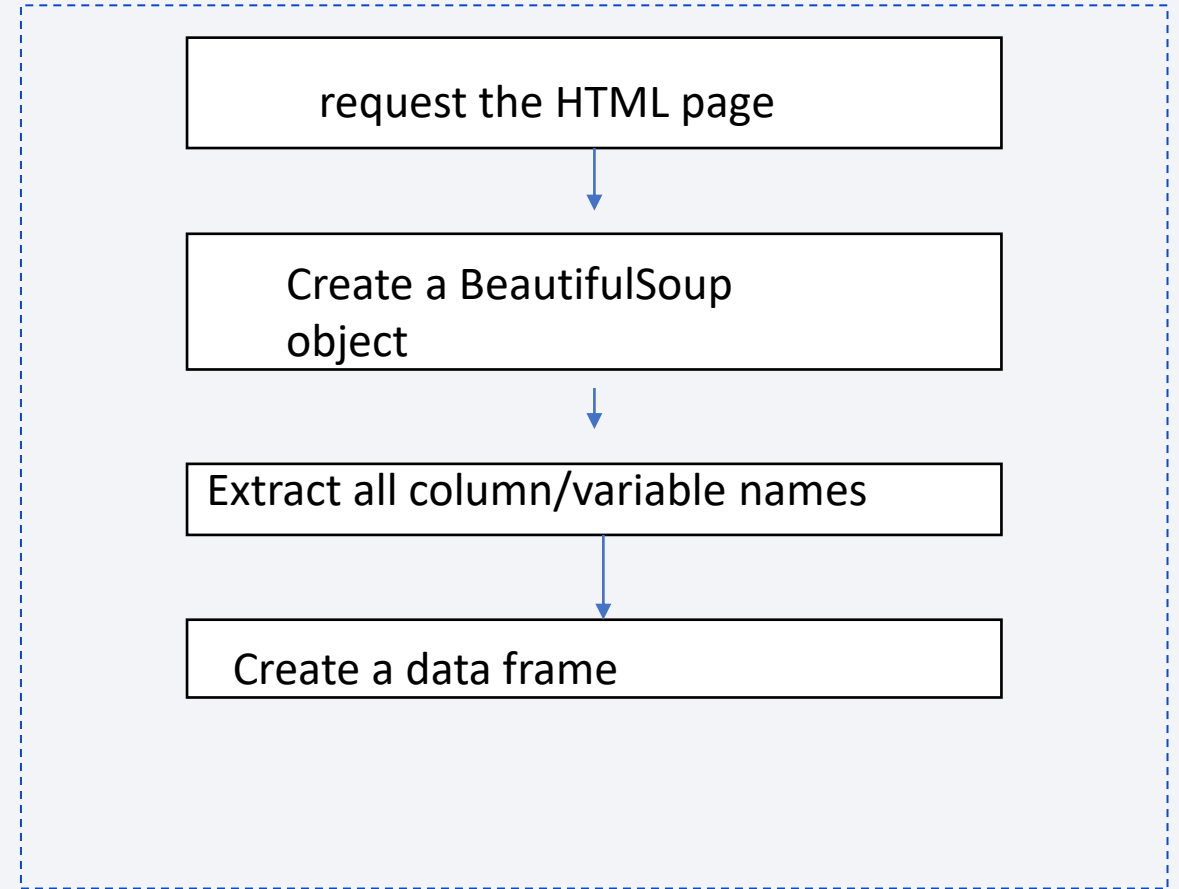 request the HTML page
Create a BeautifulSoup
object
Extract all column/variable names
Create a data frame